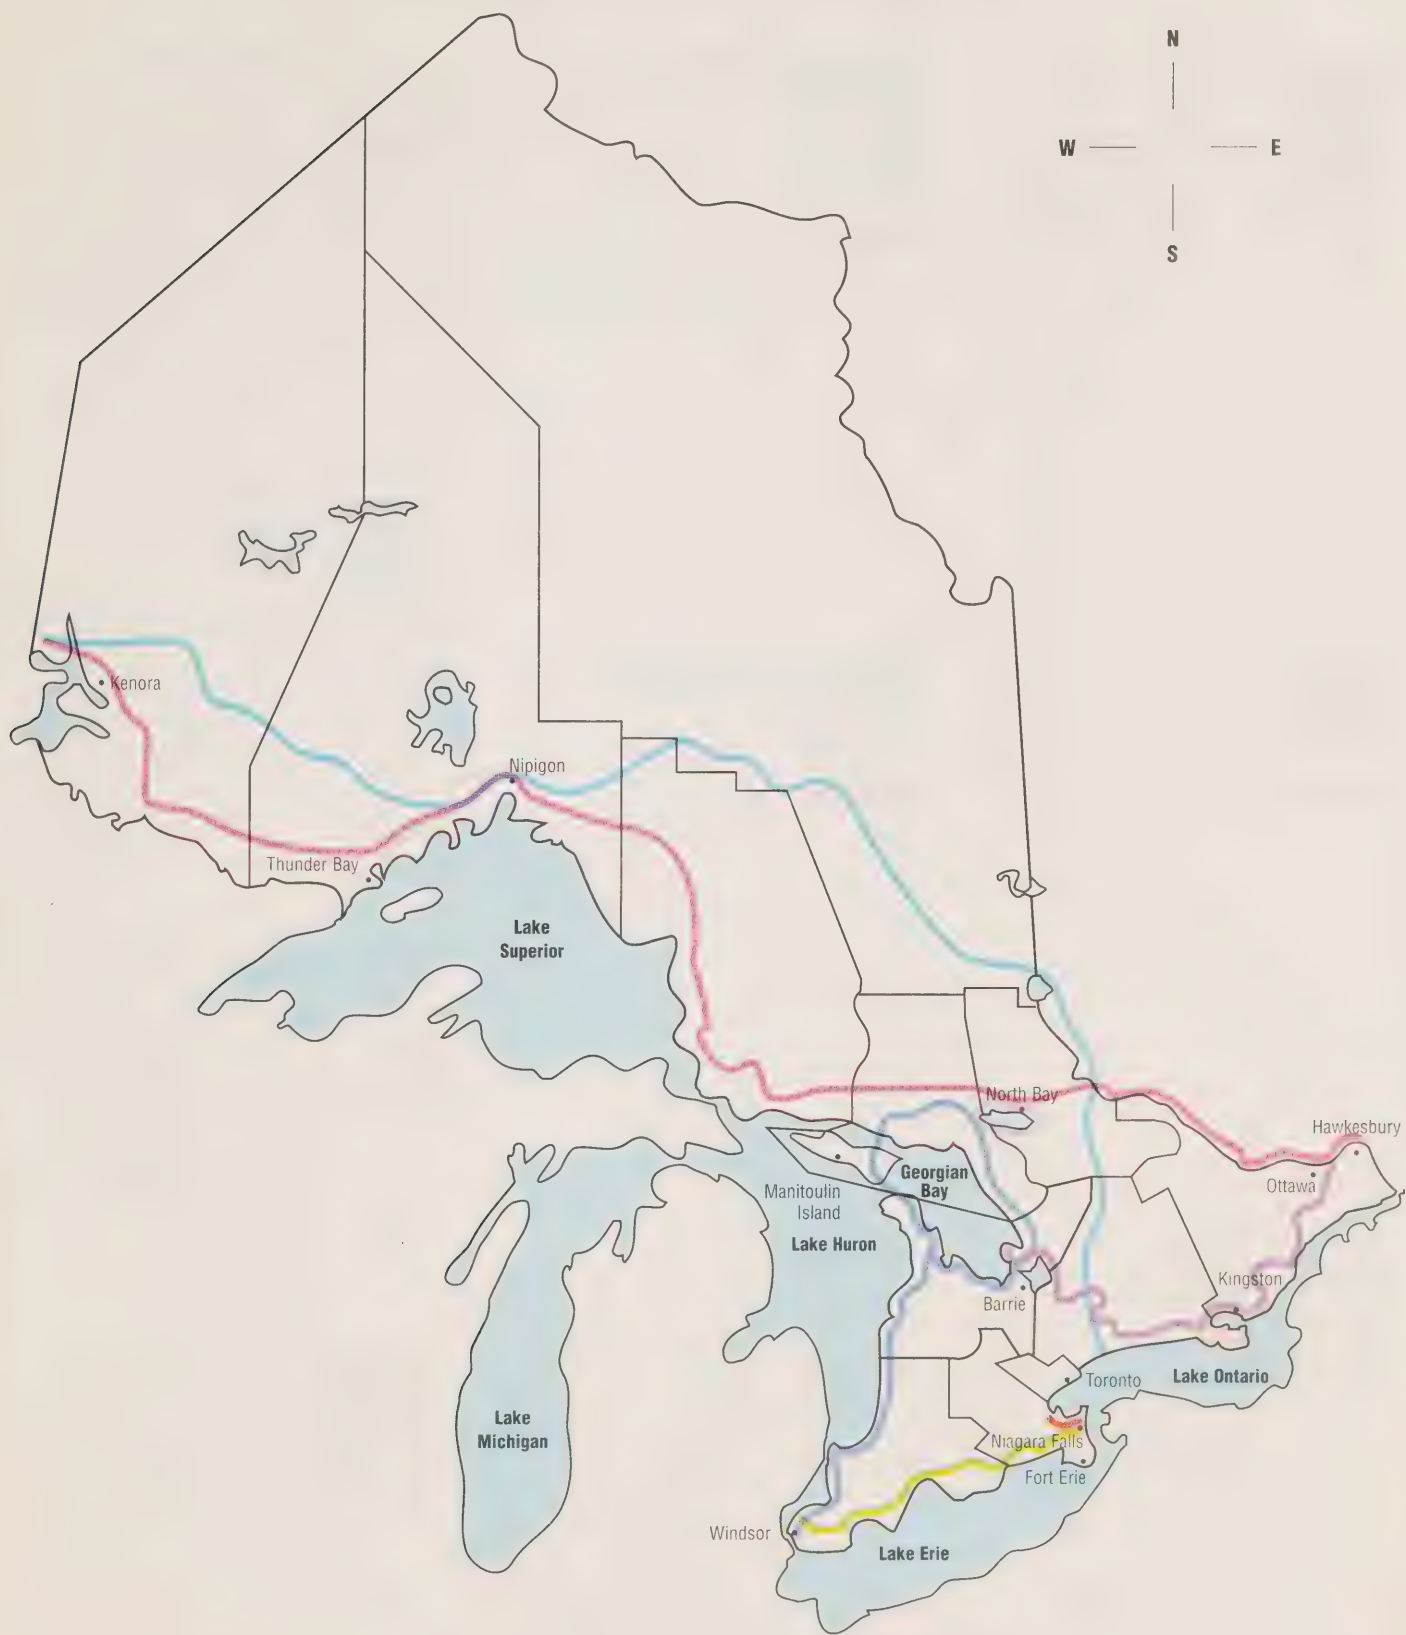 N
W
E
S
Kenora
Nipigon
Thunder Bay
Lake
Superior
North Bay
Hawkesbury
Ottawa
Georgian
Bay
Manitoulin
Island
Lake Huron
Kingston
Barrie
Toronto
Lake Ontario
Lake
Michigan
Niagara Falls
Fort Erie
Windsor
Lake Erie